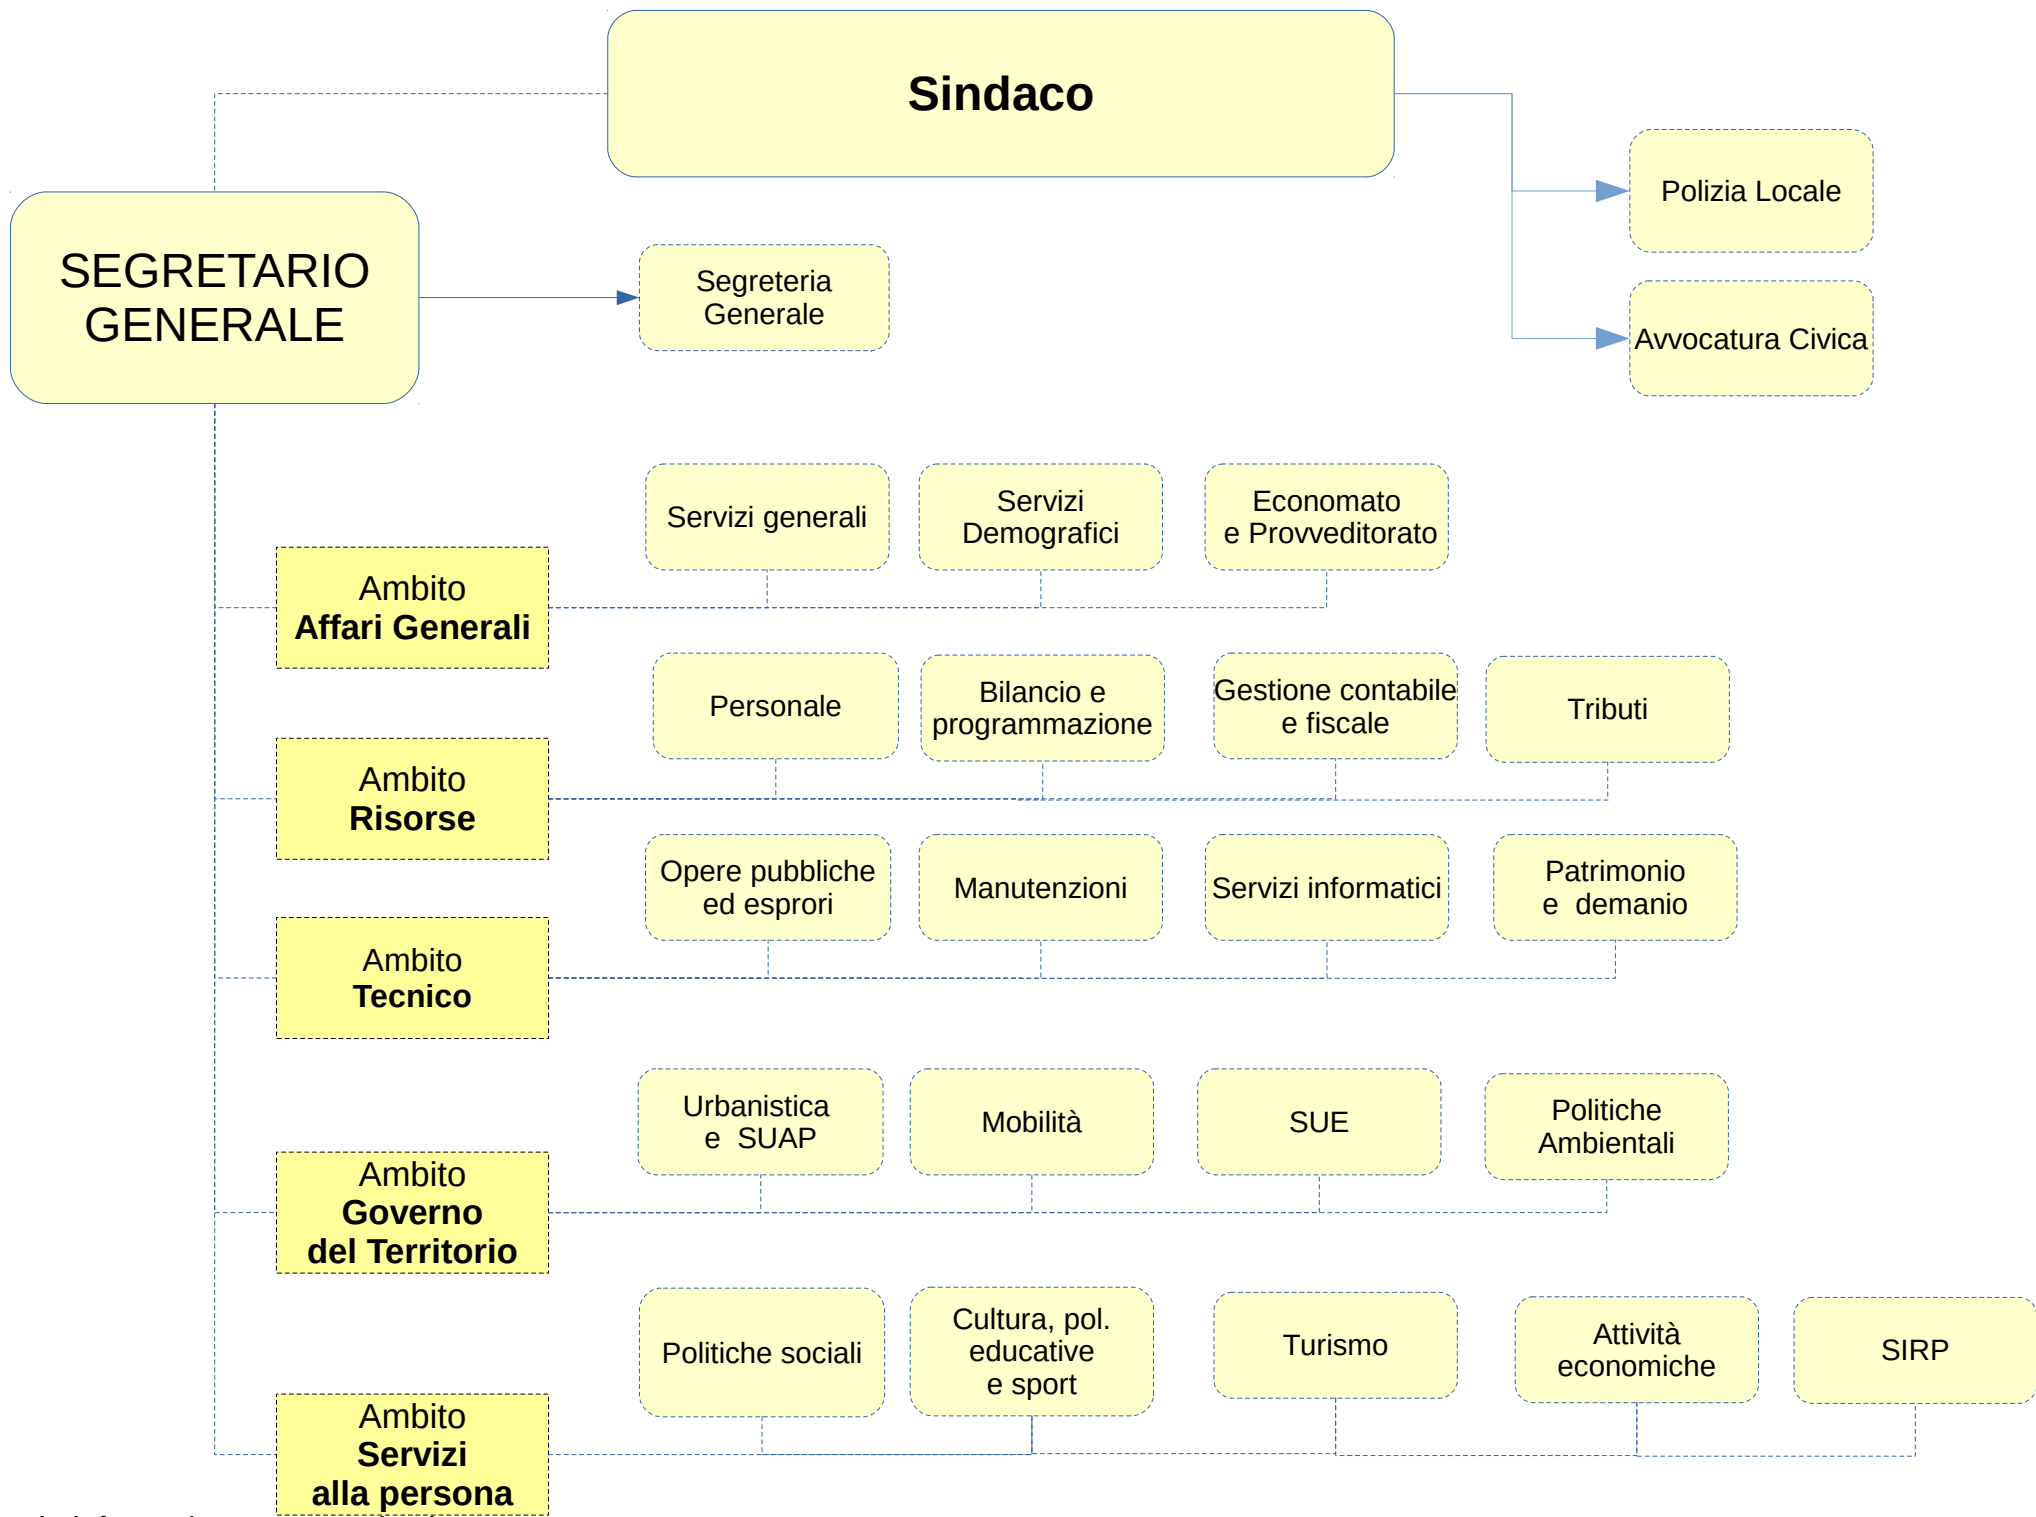 Sindaco
Polizia Locale
SEGRETARIO
GENERALE
Segreteria
Generale
Avvocatura Civica
Servizi generali
Servizi
Demografici
Economato
e Provveditorato
Ambito
Affari Generali
Personale
Bilancio e
programmazione
Gestione contabile
e fiscale
Tributi
Ambito
Risorse
Opere pubbliche
ed esprori
Manutenzioni
Servizi informatici
Patrimonio
e  demanio
Ambito
Tecnico
Urbanistica
e  SUAP
Mobilità
SUE
Politiche
Ambientali
Ambito
Governo
del Territorio
Politiche sociali
Cultura, pol.
educative
e sport
Turismo
Attività
economiche
SIRP
Ambito
Servizi
alla persona